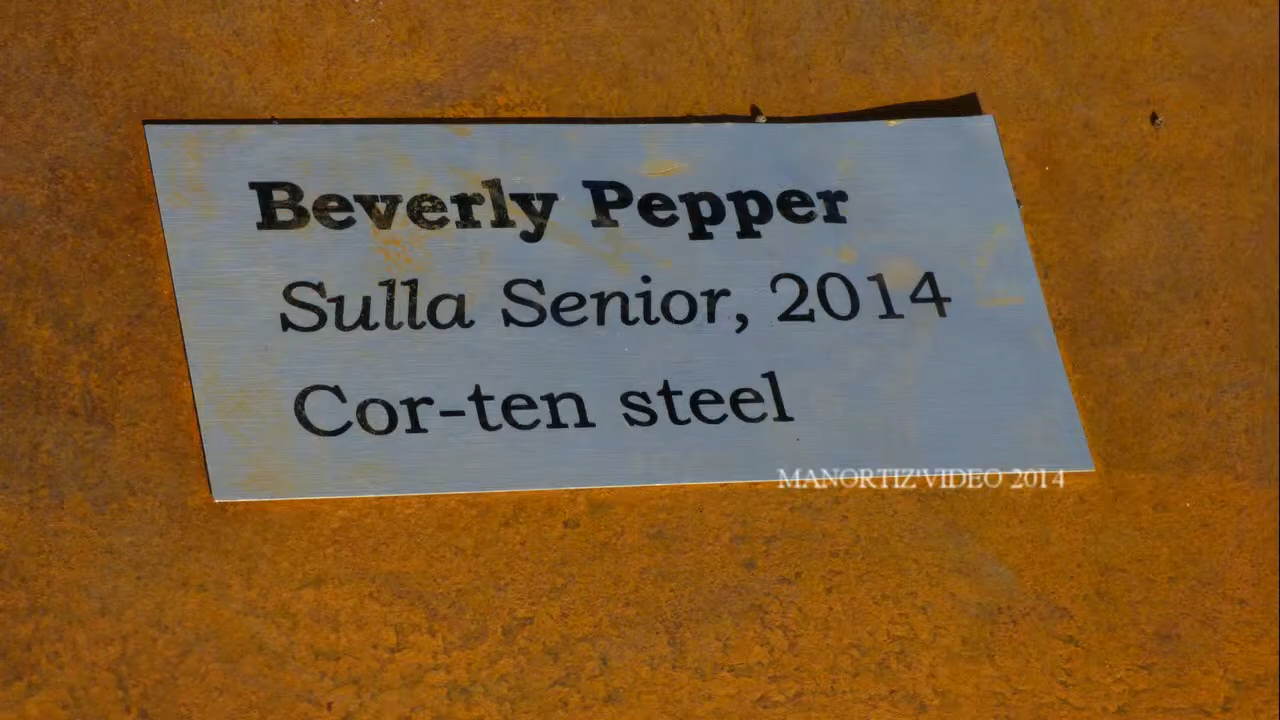 Beverly Pepper
Sulla Senior, 2014
Cor-ten steel
MANORTIZ'VIDEO 2014